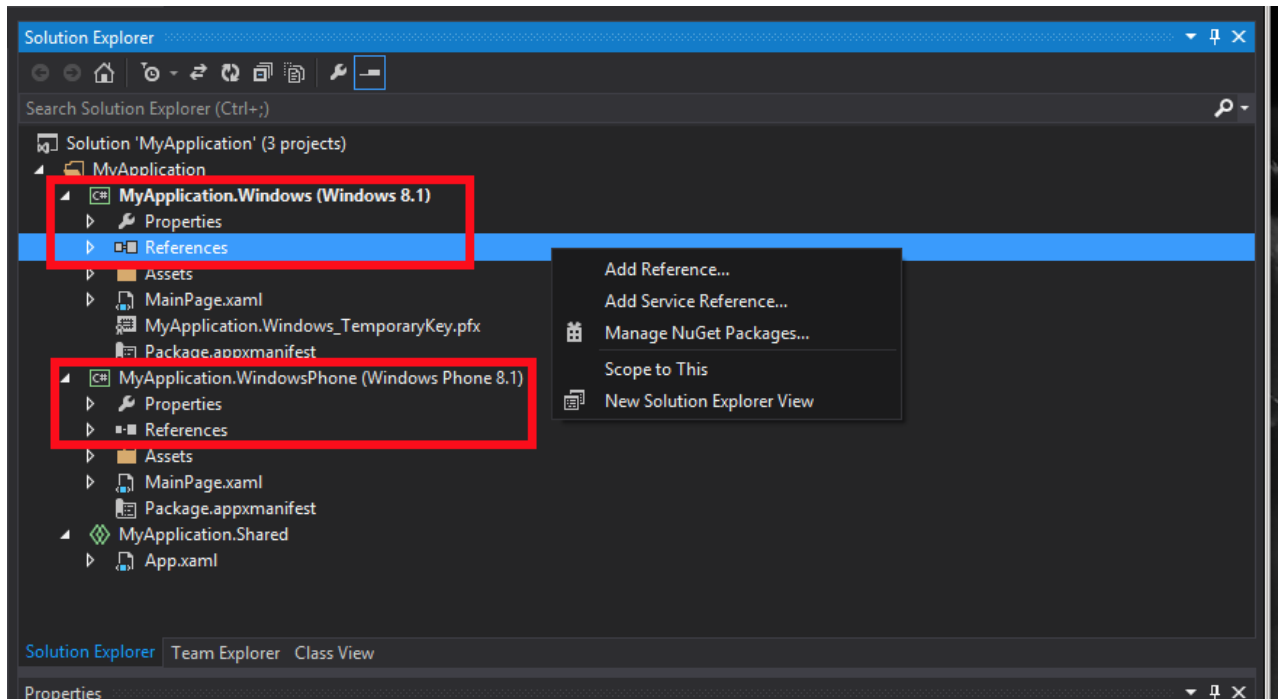 Solution Explorer
Search Solution Explorer (Ctrl+;)
Solution 'MyApplication' (3 projects)
MyApplication
C# MyApplication.Windows (Windows 8.1)
Properties
References
Assets
MainPage.xaml
MyApplication.Windows_TemporaryKey.pfx
Package.appxmanifest
C# MyApplication.WindowsPhone (Windows Phone 8.1)
Properties
References
Assets
MainPage.xaml
Package.appxmanifest
MyApplication.Shared
App.xaml
Add Reference...
Add Service Reference...
Manage NuGet Packages...
Scope to This
New Solution Explorer View
Solution Explorer Team Explorer Class View
Properties